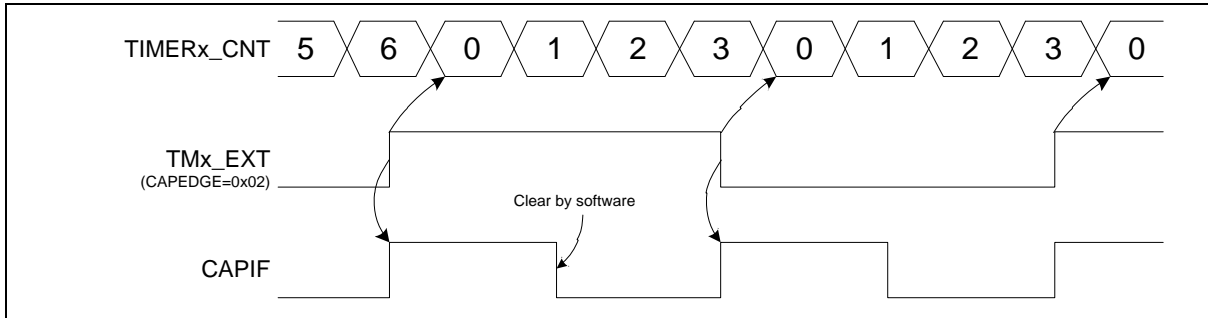 TIMERx_CNT 5 6 0 1 2 3 0 1 2 3 0
TMx_EXT
(CAPEDGE=0x02)
Clear by software
CAPIF